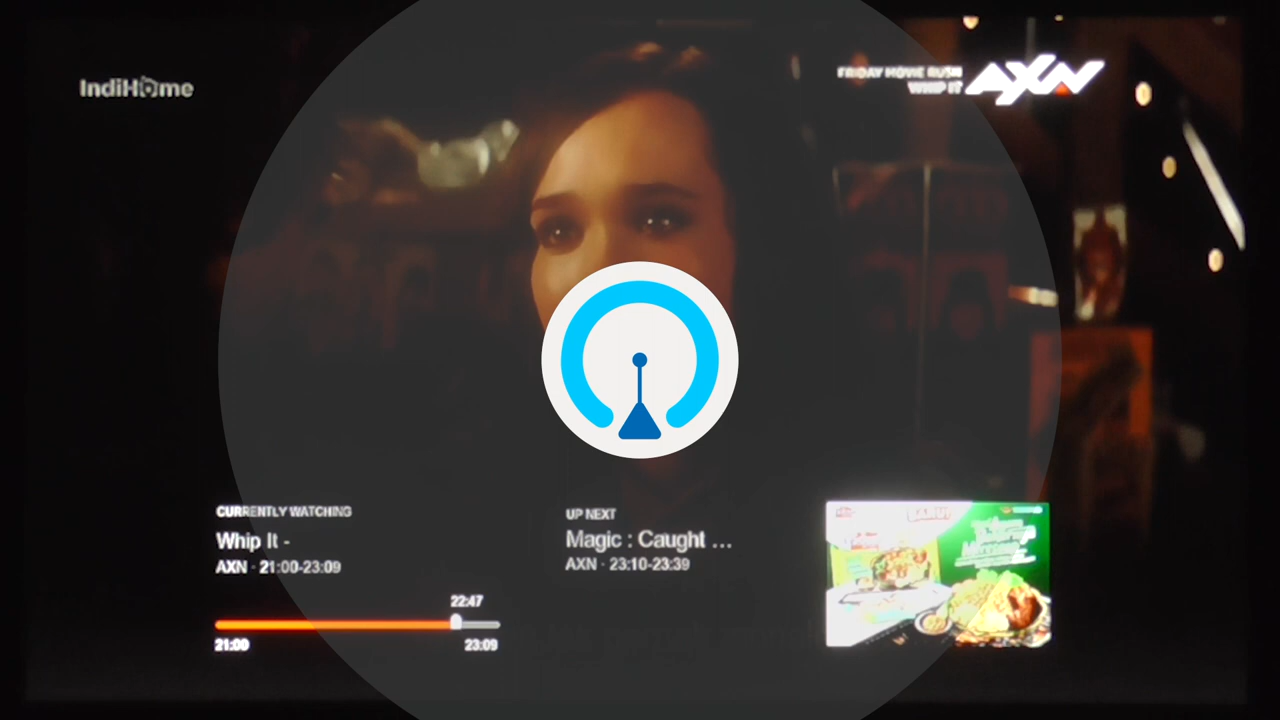 IndiHome
FRIDAY MOVIE RUSH
WHIP IT
AXN
CURRENTLY WATCHING
Whip It -
AXN · 21:00-23:09
22:47
21:00
23:09
UP NEXT
Magic : Caught ...
AXN · 23:10-23:39